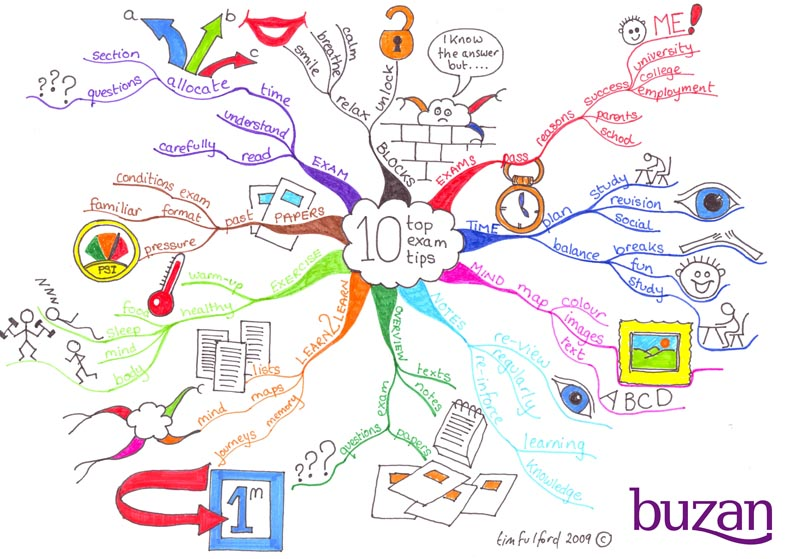 10 top
exam
tips
EXAMS
pass
reasons
success
ME!
university
college
employment
parents
school
TIME
plan
study
revision
social
balance
breaks
fun
study
MIND map
colour
images
text
ABCD
NOTES
re-view
regularly
re-inforce
learning
knowledge
OVERVIEW
texts
notes
exam
papers
questions
???
LEARN 2 LEARN
lists
mind maps
journeys memory
1m
EXERCISE
warm-up
healthy
food
sleep
mind
body
NNN
PAPERS
past
conditions exam
familiar format
pressure
PSI
EXAM
time
allocate
a
b
c
section
questions
???
understand
read
carefully
BLOCKS
unlock
relax
calm
breathe
smile
I know
the answer
but....
timfulford 2009 ©
buzan